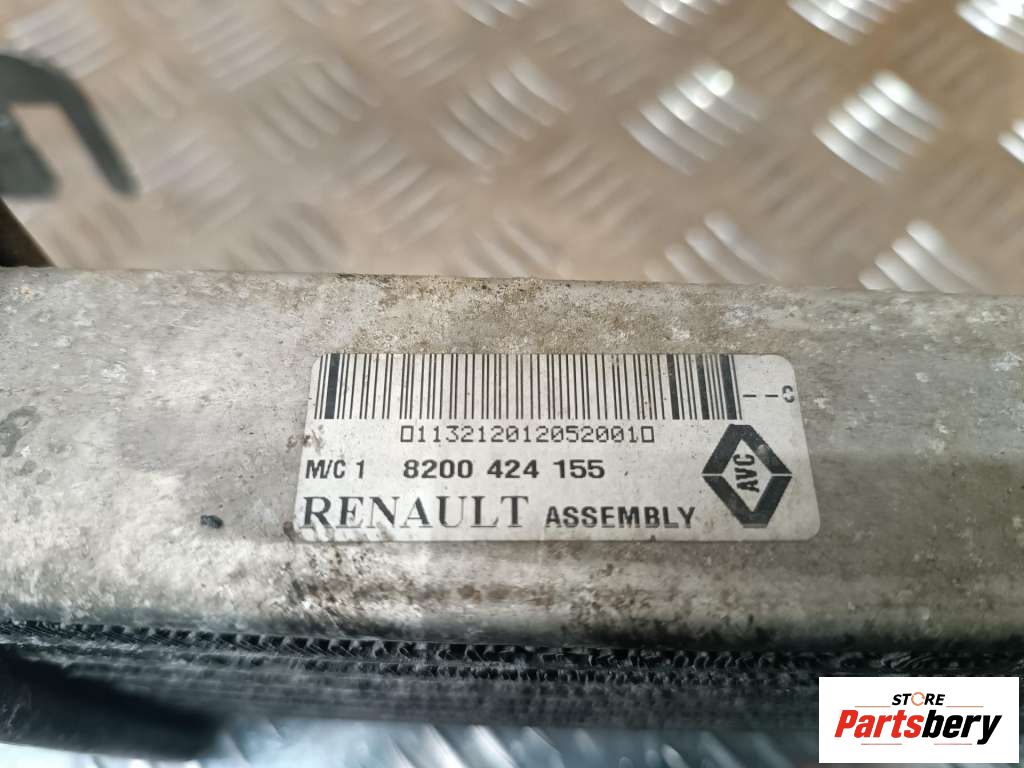 --C
0113212012052001
M/C 1 8200 424 155
AVC
RENAULT ASSEMBLY
STORE
Partsbery